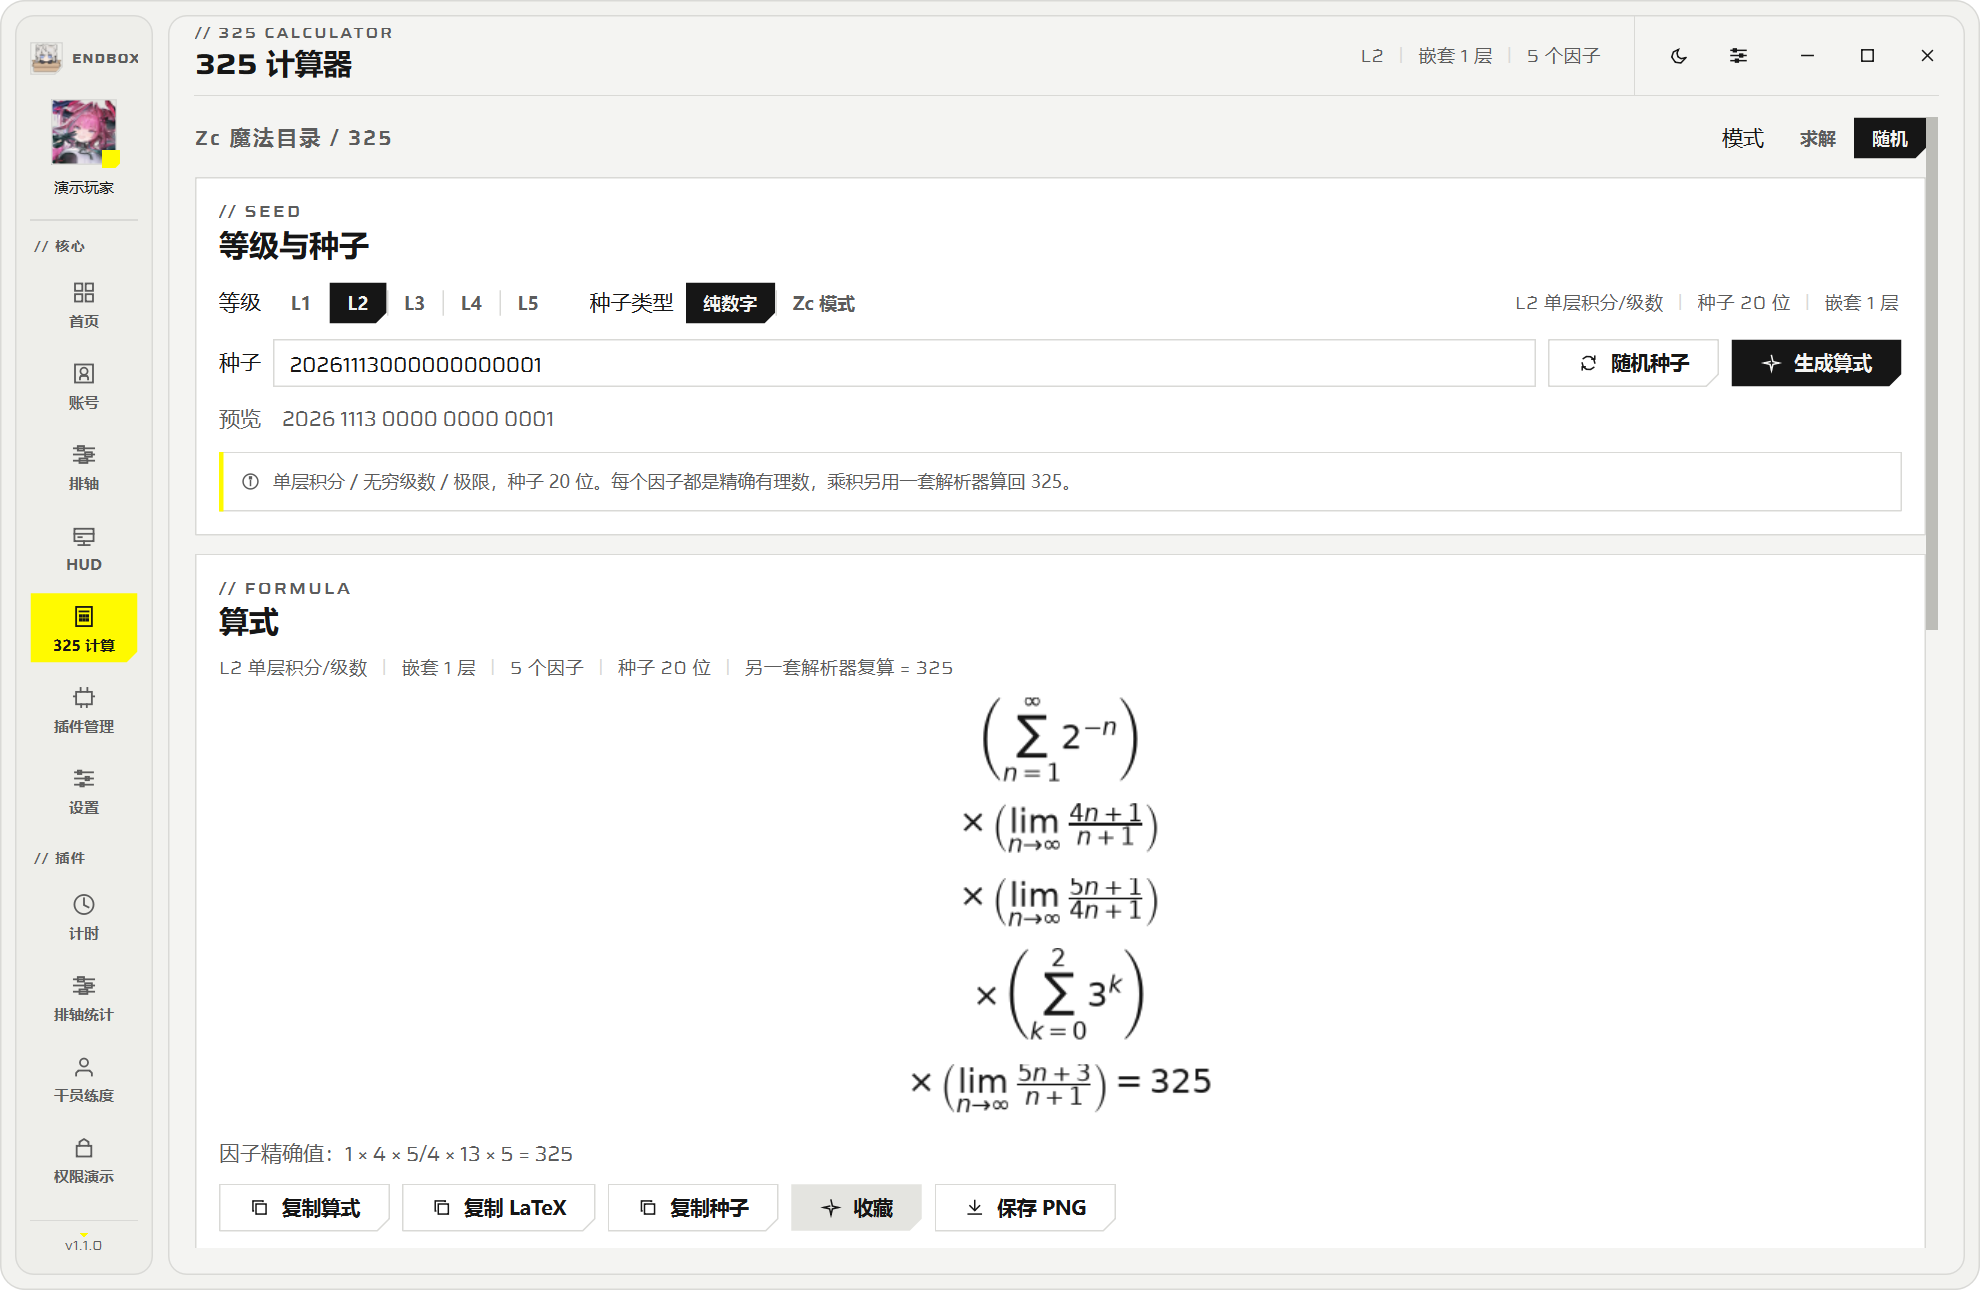 ENDBOX
演示玩家
// 核心
首页
账号
排轴
HUD
325 计算
插件管理
设置
// 插件
计时
排轴统计
干员练度
权限演示
v1.1.0
// 325 CALCULATOR
325 计算器
L2 嵌套 1 层 5 个因子
Zc 魔法目录 / 325
模式 求解 随机
// SEED
等级与种子
等级 L1 L2 L3 L4 L5 种子类型 纯数字 Zc 模式
L2 单层积分/级数 种子 20 位 嵌套 1 层
种子 20261113000000000001 随机种子 生成算式
预览 2026 1113 0000 0000 0001
单层积分 / 无穷级数 / 极限，种子 20 位。每个因子都是精确有理数，乘积另用一套解析器算回 325。
// FORMULA
算式
L2 单层积分/级数 嵌套 1 层 5 个因子 种子 20 位 另一套解析器复算 = 325
(∑_{n=1}^{∞} 2^{−n})
× (lim_{n→∞} (4n+1)/(n+1))
× (lim_{n→∞} (5n+1)/(4n+1))
× (∑_{k=0}^{2} 3^k)
× (lim_{n→∞} (5n+3)/(n+1)) = 325
因子精确值：1 × 4 × 5/4 × 13 × 5 = 325
复制算式 复制 LaTeX 复制种子 收藏 保存 PNG